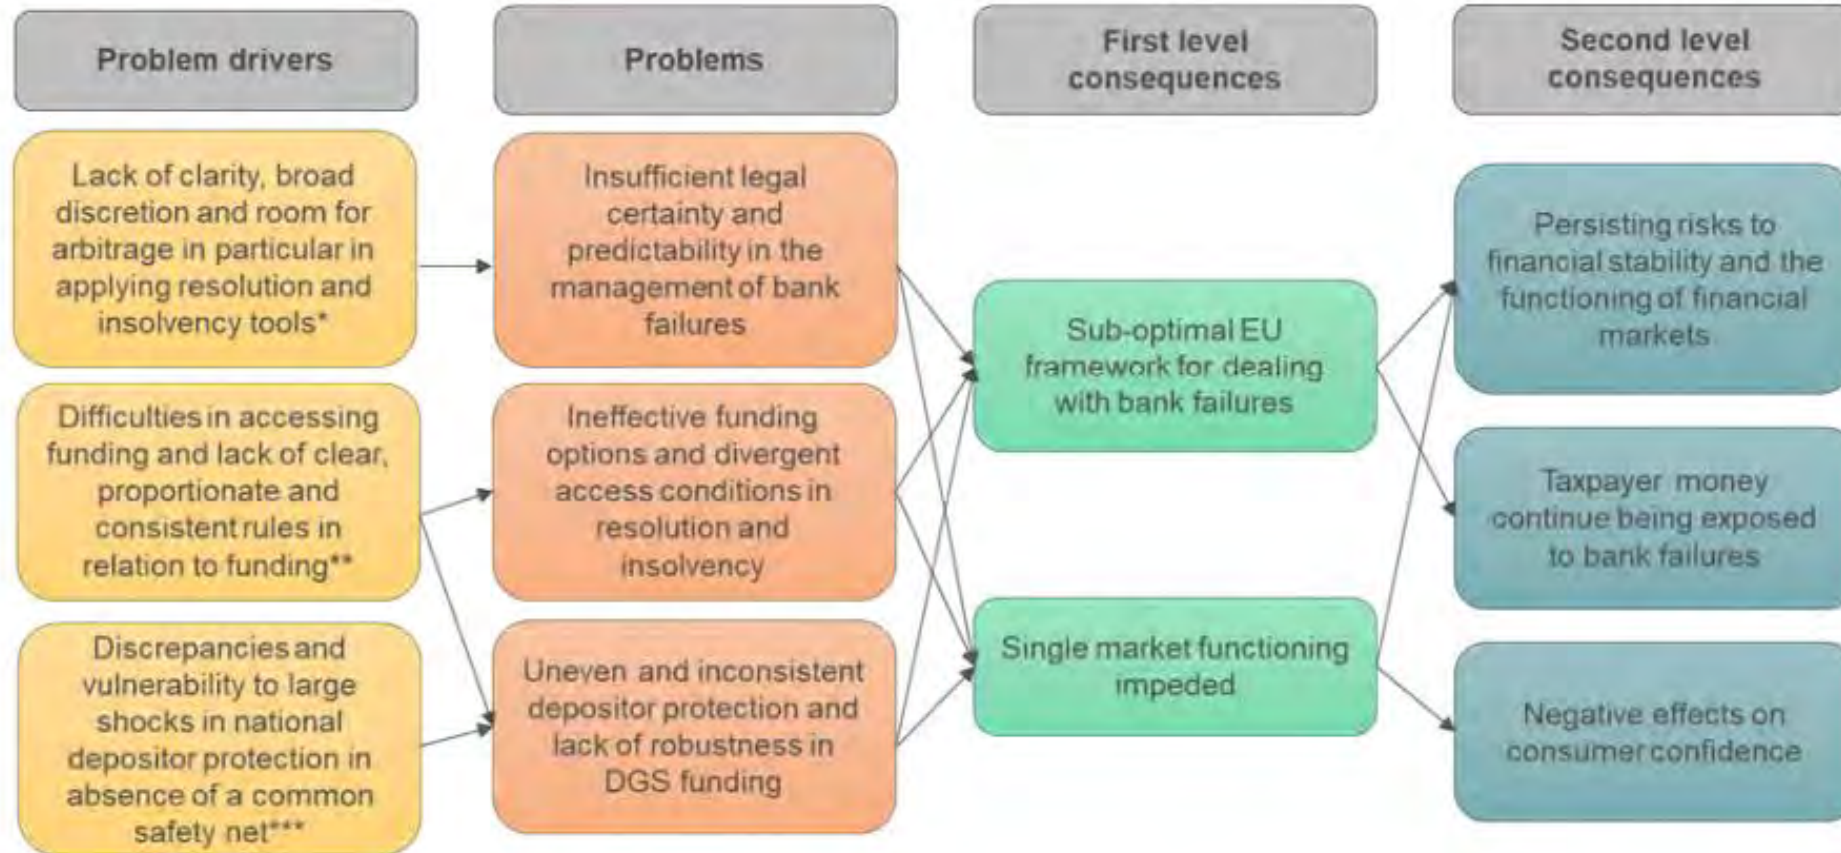 Problem drivers
Problems
First level
consequences
Second level
consequences
Lack of clarity, broad
discretion and room for
arbitrage in particular in
applying resolution and
insolvency tools*
Insufficient legal
certainty and
predictability in the
management of bank
failures
Sub-optimal EU
framework for dealing
with bank failures
Persisting risks to
financial stability and the
functioning of financial
markets
Difficulties in accessing
funding and lack of clear,
proportionate and
consistent rules in
relation to funding**
Ineffective funding
options and divergent
access conditions in
resolution and
insolvency
Taxpayer money
continue being exposed
to bank failures
Discrepancies and
vulnerability to large
shocks in national
depositor protection in
absence of a common
safety net***
Uneven and inconsistent
depositor protection and
lack of robustness in
DGS funding
Single market functioning
impeded
Negative effects on
consumer confidence